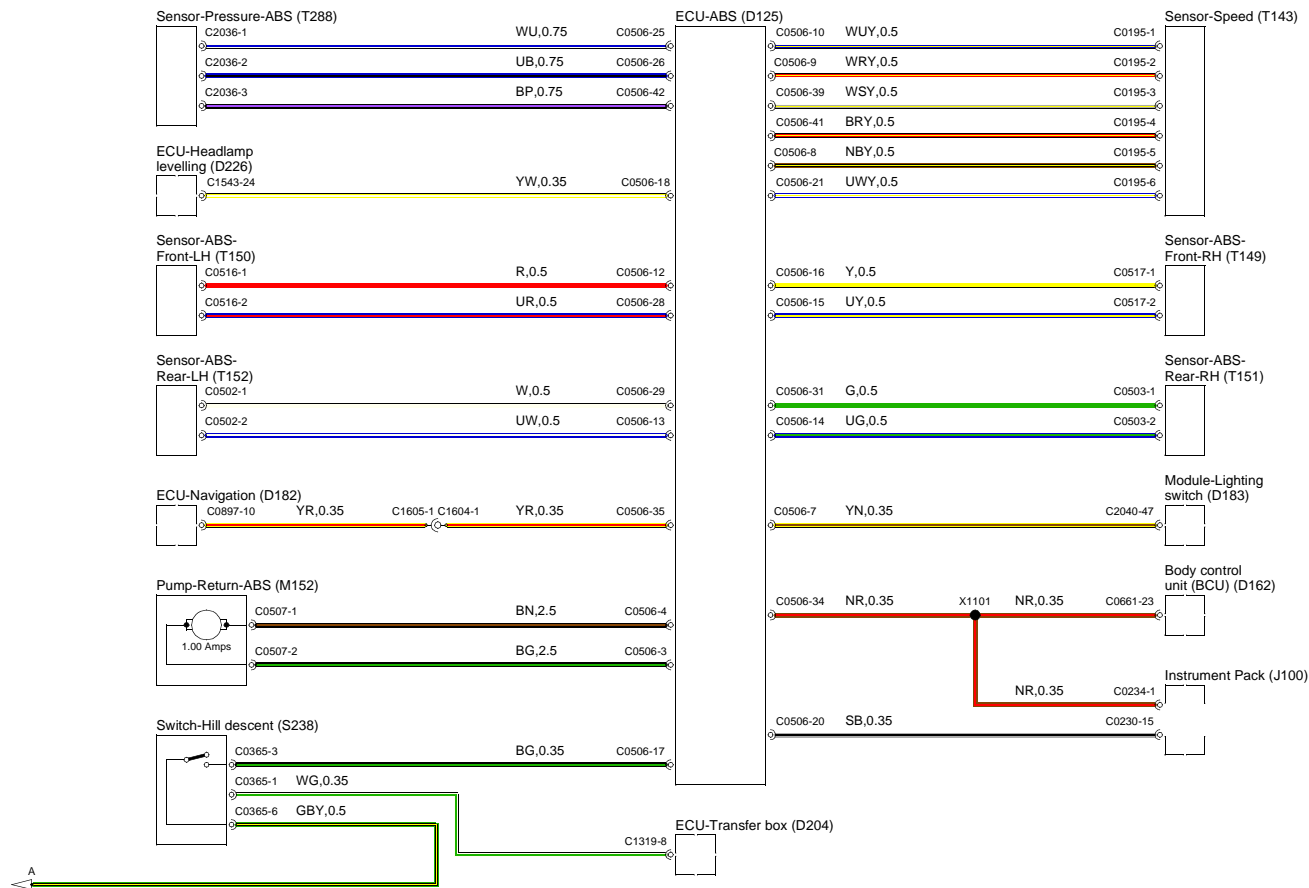 Sensor-Pressure-ABS (T288)
ECU-ABS (D125)
Sensor-Speed (T143)
C2036-1 WU,0.75 C0506-25
C0506-10 WUY,0.5 C0195-1
C2036-2 UB,0.75 C0506-26
C0506-9 WRY,0.5 C0195-2
C2036-3 BP,0.75 C0506-42
C0506-39 WSY,0.5 C0195-3
C0506-41 BRY,0.5 C0195-4
ECU-Headlamp
levelling (D226)
C0506-8 NBY,0.5 C0195-5
C1543-24 YW,0.35 C0506-18
C0506-21 UWY,0.5 C0195-6
Sensor-ABS-
Front-LH (T150)
Sensor-ABS-
Front-RH (T149)
C0516-1 R,0.5 C0506-12
C0506-16 Y,0.5 C0517-1
C0516-2 UR,0.5 C0506-28
C0506-15 UY,0.5 C0517-2
Sensor-ABS-
Rear-LH (T152)
Sensor-ABS-
Rear-RH (T151)
C0502-1 W,0.5 C0506-29
C0506-31 G,0.5 C0503-1
C0502-2 UW,0.5 C0506-13
C0506-14 UG,0.5 C0503-2
ECU-Navigation (D182)
Module-Lighting
switch (D183)
C0897-10 YR,0.35 C1605-1 C1604-1 YR,0.35 C0506-35
C0506-7 YN,0.35 C2040-47
Pump-Return-ABS (M152)
Body control
unit (BCU) (D162)
C0507-1 BN,2.5 C0506-4
C0506-34 NR,0.35 X1101 NR,0.35 C0661-23
1.00 Amps
C0507-2 BG,2.5 C0506-3
Instrument Pack (J100)
NR,0.35 C0234-1
Switch-Hill descent (S238)
C0506-20 SB,0.35 C0230-15
C0365-3 BG,0.35 C0506-17
C0365-1 WG,0.35
C0365-6 GBY,0.5
ECU-Transfer box (D204)
C1319-8
A